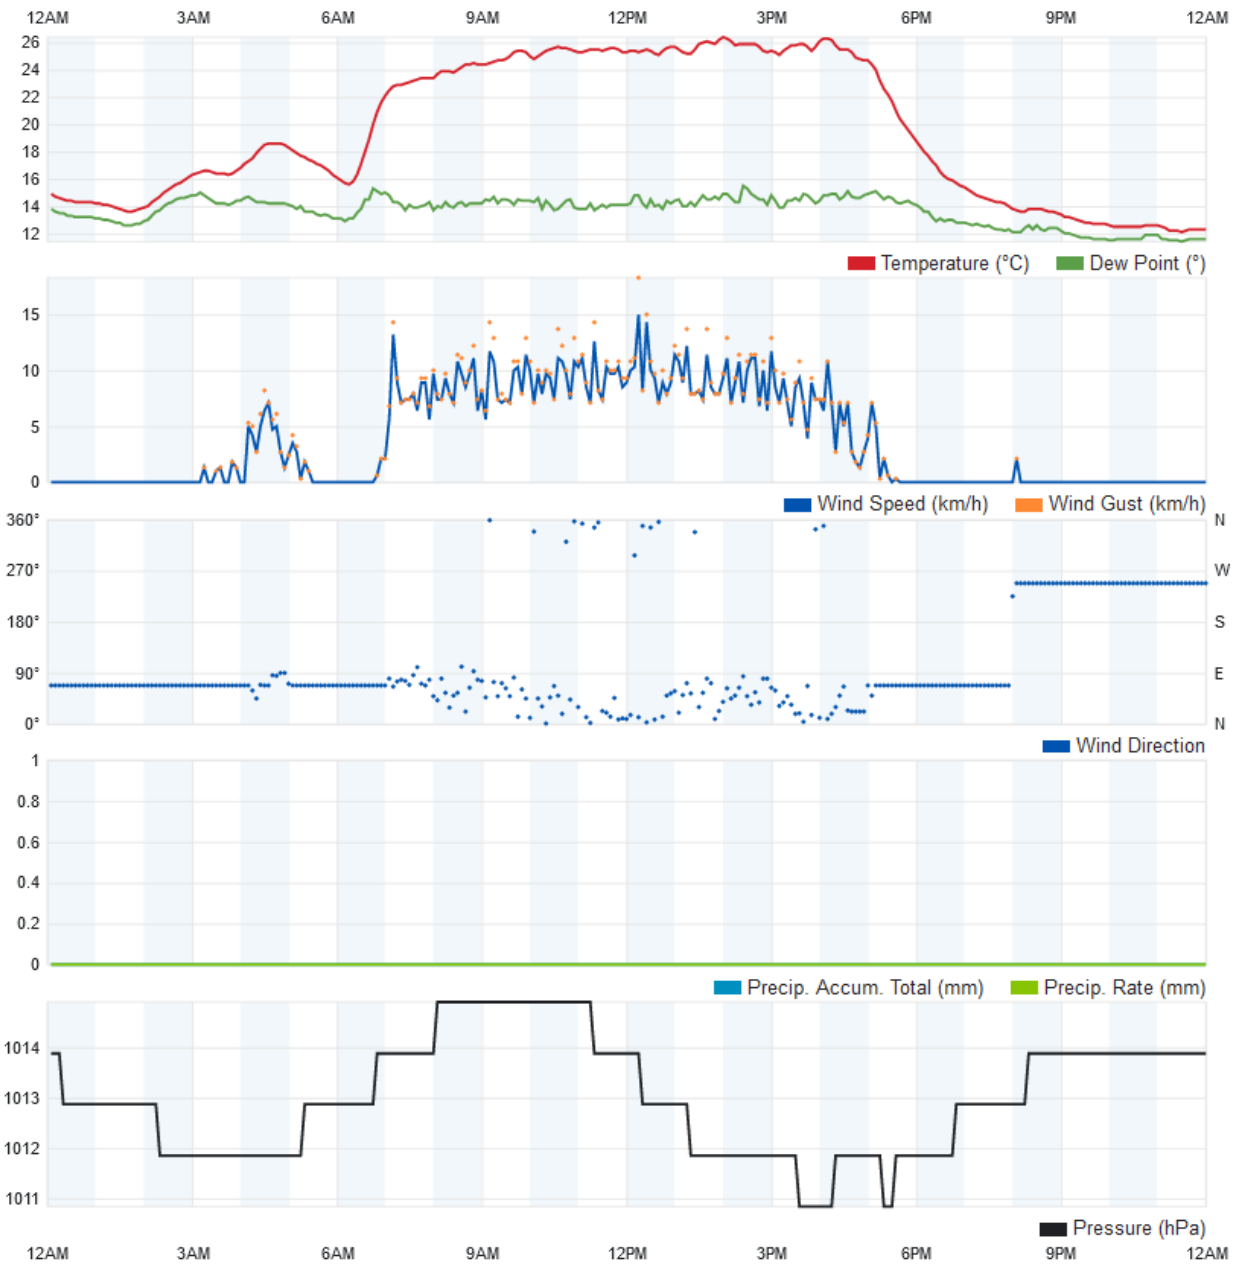 12AM 3AM 6AM 9AM 12PM 3PM 6PM 9PM 12AM
26
24
22
20
18
16
14
12
Temperature (°C) Dew Point (°)
15
10
5
0
Wind Speed (km/h) Wind Gust (km/h)
360° N
270° W
180° S
90° E
0° N
Wind Direction
1
0.8
0.6
0.4
0.2
0
Precip. Accum. Total (mm) Precip. Rate (mm)
1014
1013
1012
1011
Pressure (hPa)
12AM 3AM 6AM 9AM 12PM 3PM 6PM 9PM 12AM